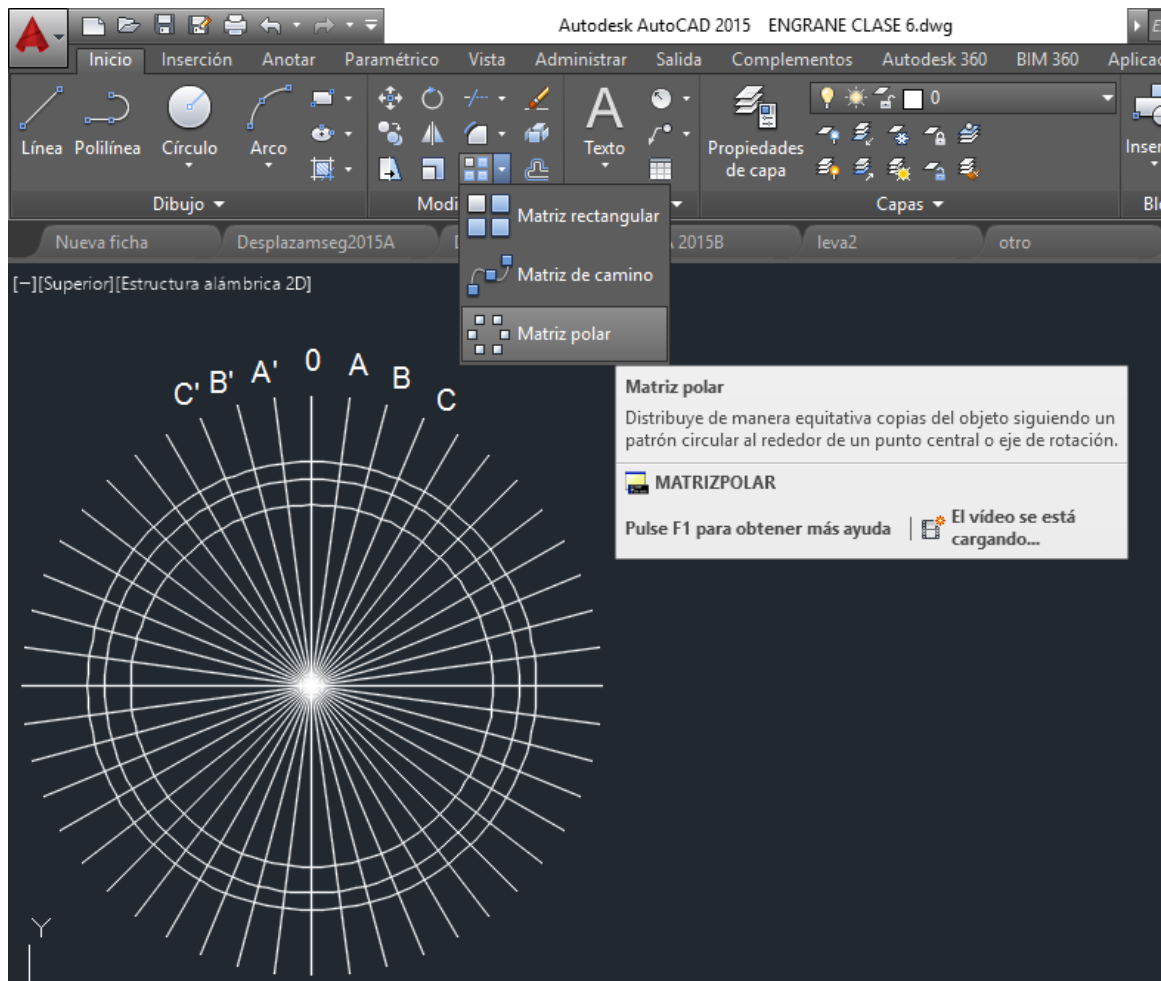 Autodesk AutoCAD 2015 ENGRANE CLASE 6.dwg
Inicio Inserción Anotar Paramétrico Vista Administrar Salida Complementos Autodesk 360 BIM 360 Aplicac
0
Línea Polilínea Círculo Arco Texto Propiedades de capa Inser
Dibujo Modi Capas Bl
Matriz rectangular
Nueva ficha Desplazamseg2015A 2015B leva2 otro
Matriz de camino
[−][Superior][Estructura alámbrica 2D]
Matriz polar
C' B' A' 0 A B C
Matriz polar
Distribuye de manera equitativa copias del objeto siguiendo un
patrón circular al rededor de un punto central o eje de rotación.
MATRIZPOLAR
Pulse F1 para obtener más ayuda
El vídeo se está
cargando...
Y